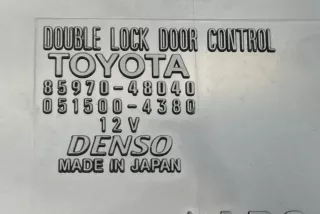 DOUBLE LOCK DOOR CONTROL
TOYOTA
85970-48040
051500-4380
12V
DENSO
MADE IN JAPAN